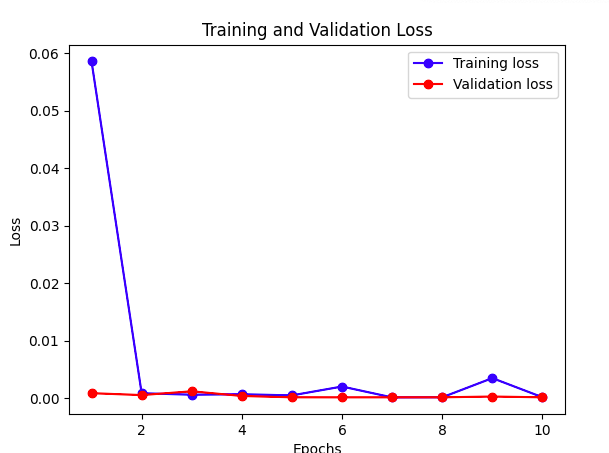 Training and Validation Loss
Training loss
Validation loss
0.06
0.05
0.04
0.03
0.02
0.01
0.00
Loss
2
4
6
8
10
Epochs